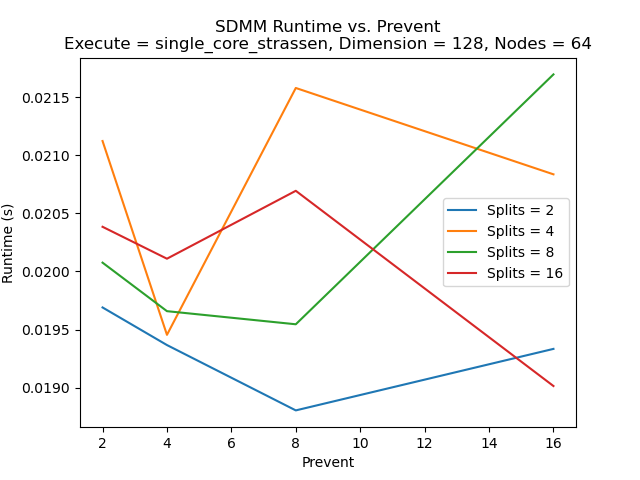 SDMM Runtime vs. Prevent
Execute = single_core_strassen, Dimension = 128, Nodes = 64
Runtime (s)
0.0215
0.0210
0.0205
0.0200
0.0195
0.0190
Splits = 2
Splits = 4
Splits = 8
Splits = 16
2 4 6 8 10 12 14 16
Prevent